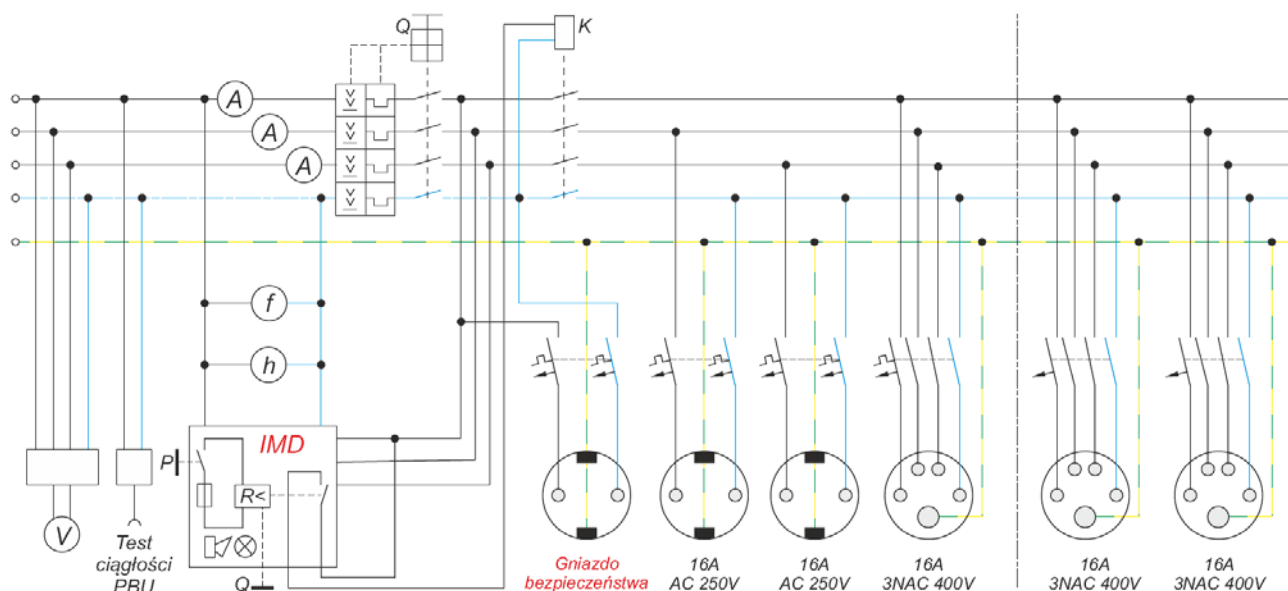 Q
K
A
A
A
f
h
IMD
P
R<
V
Test
ciągłości
PBU
Q
Gniazdo
bezpieczeństwa
16A
AC 250V
16A
AC 250V
16A
3NAC 400V
16A
3NAC 400V
16A
3NAC 400V